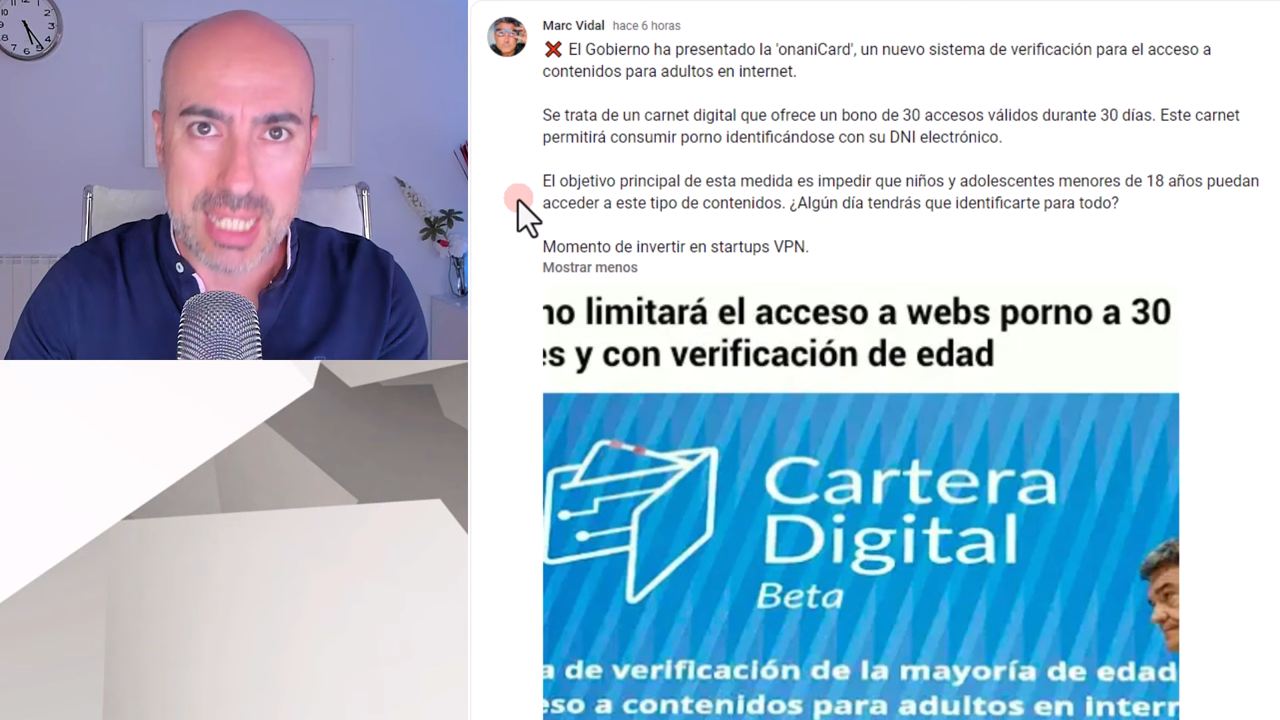 Marc Vidal hace 6 horas
❌ El Gobierno ha presentado la 'onaniCard', un nuevo sistema de verificación para el acceso a
contenidos para adultos en internet.
Se trata de un carnet digital que ofrece un bono de 30 accesos válidos durante 30 días. Este carnet
permitirá consumir porno identificándose con su DNI electrónico.
El objetivo principal de esta medida es impedir que niños y adolescentes menores de 18 años puedan
acceder a este tipo de contenidos. ¿Algún día tendrás que identificarte para todo?
Momento de invertir en startups VPN.
Mostrar menos
limitará el acceso a webs porno a 30
y con verificación de edad
Cartera
Digital
Beta
de verificación de la mayoría de edad
a contenidos para adultos en